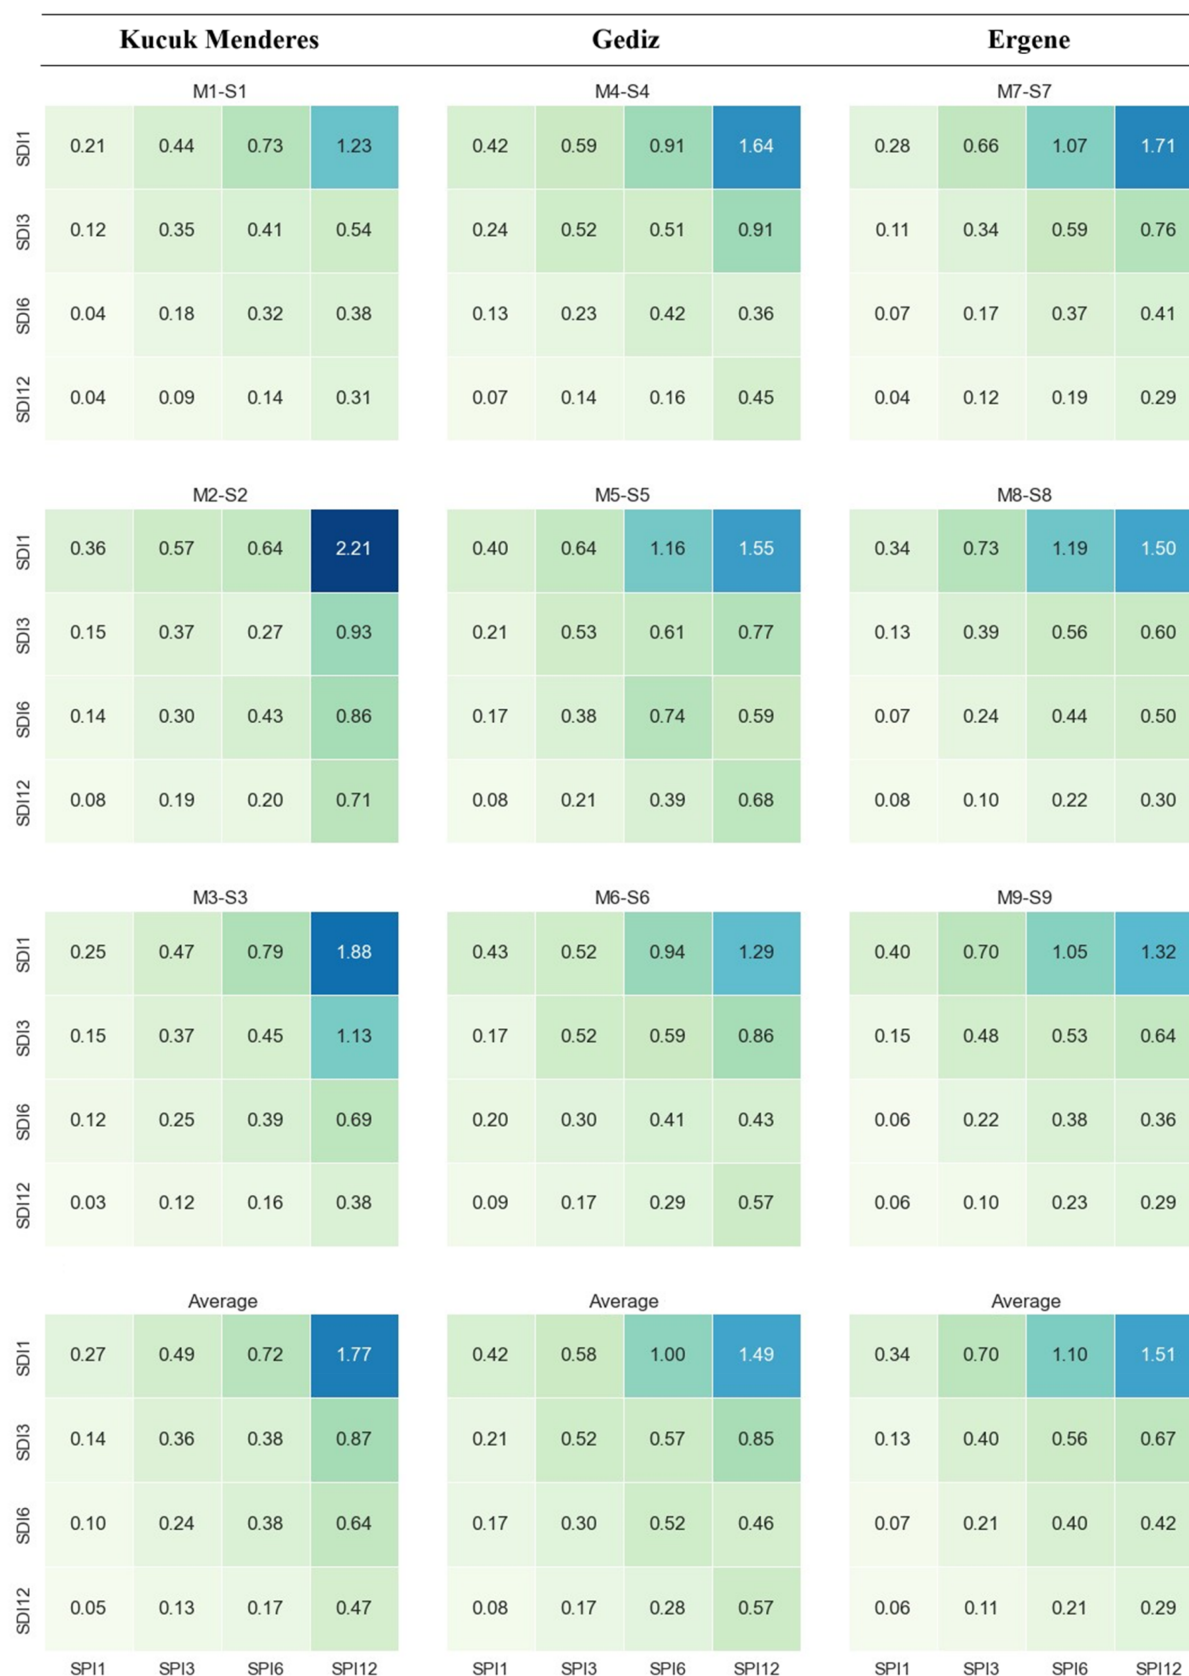 Kucuk Menderes Gediz Ergene
M1-S1 M4-S4 M7-S7
SDI1 0.21 0.44 0.73 1.23 0.42 0.59 0.91 1.64 0.28 0.66 1.07 1.71
SDI3 0.12 0.35 0.41 0.54 0.24 0.52 0.51 0.91 0.11 0.34 0.59 0.76
SDI6 0.04 0.18 0.32 0.38 0.13 0.23 0.42 0.36 0.07 0.17 0.37 0.41
SDI12 0.04 0.09 0.14 0.31 0.07 0.14 0.16 0.45 0.04 0.12 0.19 0.29
M2-S2 M5-S5 M8-S8
SDI1 0.36 0.57 0.64 2.21 0.40 0.64 1.16 1.55 0.34 0.73 1.19 1.50
SDI3 0.15 0.37 0.27 0.93 0.21 0.53 0.61 0.77 0.13 0.39 0.56 0.60
SDI6 0.14 0.30 0.43 0.86 0.17 0.38 0.74 0.59 0.07 0.24 0.44 0.50
SDI12 0.08 0.19 0.20 0.71 0.08 0.21 0.39 0.68 0.08 0.10 0.22 0.30
M3-S3 M6-S6 M9-S9
SDI1 0.25 0.47 0.79 1.88 0.43 0.52 0.94 1.29 0.40 0.70 1.05 1.32
SDI3 0.15 0.37 0.45 1.13 0.17 0.52 0.59 0.86 0.15 0.48 0.53 0.64
SDI6 0.12 0.25 0.39 0.69 0.20 0.30 0.41 0.43 0.06 0.22 0.38 0.36
SDI12 0.03 0.12 0.16 0.38 0.09 0.17 0.29 0.57 0.06 0.10 0.23 0.29
Average Average Average
SDI1 0.27 0.49 0.72 1.77 0.42 0.58 1.00 1.49 0.34 0.70 1.10 1.51
SDI3 0.14 0.36 0.38 0.87 0.21 0.52 0.57 0.85 0.13 0.40 0.56 0.67
SDI6 0.10 0.24 0.38 0.64 0.17 0.30 0.52 0.46 0.07 0.21 0.40 0.42
SDI12 0.05 0.13 0.17 0.47 0.08 0.17 0.28 0.57 0.06 0.11 0.21 0.29
SPI1 SPI3 SPI6 SPI12 SPI1 SPI3 SPI6 SPI12 SPI1 SPI3 SPI6 SPI12